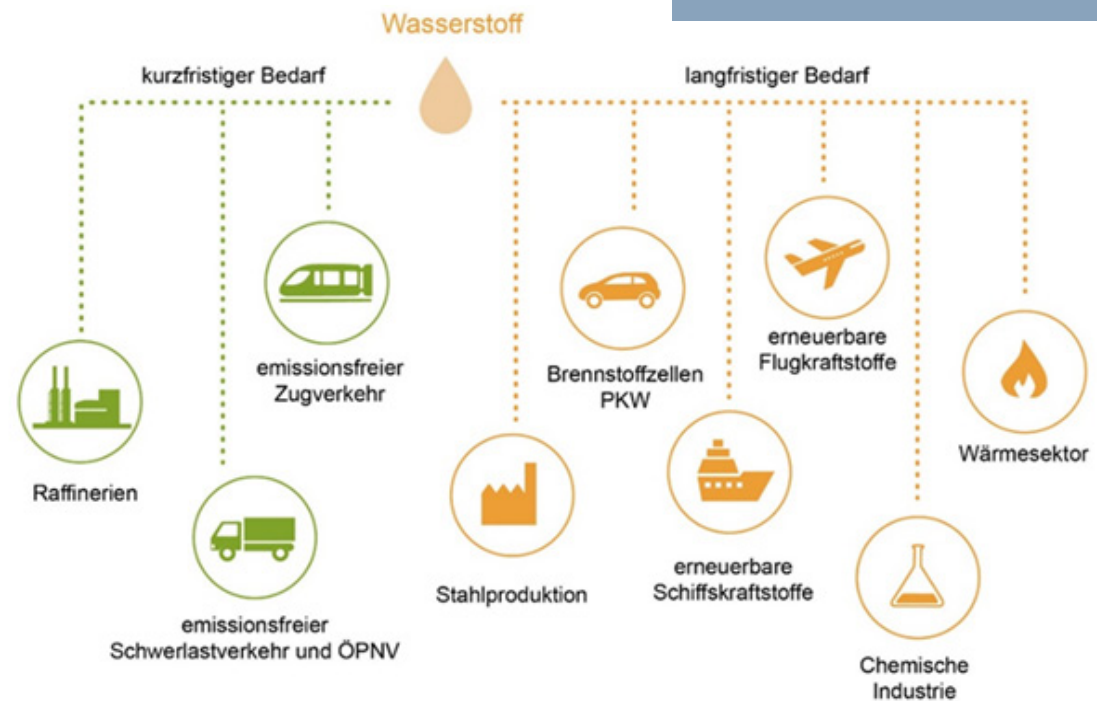 Wasserstoff
kurzfristiger Bedarf
langfristiger Bedarf
emissionsfreier
Zugverkehr
Raffinerien
emissionsfreier
Schwerlastverkehr und ÖPNV
Brennstoffzellen
PKW
erneuerbare
Flugkraftstoffe
Wärmesektor
Stahlproduktion
erneuerbare
Schiffskraftstoffe
Chemische
Industrie